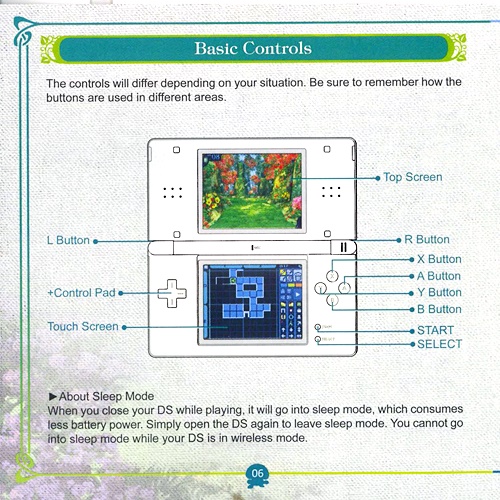 Basic Controls
The controls will differ depending on your situation. Be sure to remember how the
buttons are used in different areas.
Top Screen
L Button
R Button
X Button
A Button
+Control Pad
Y Button
B Button
Touch Screen
START
SELECT
►About Sleep Mode
When you close your DS while playing, it will go into sleep mode, which consumes
less battery power. Simply open the DS again to leave sleep mode. You cannot go
into sleep mode while your DS is in wireless mode.
06